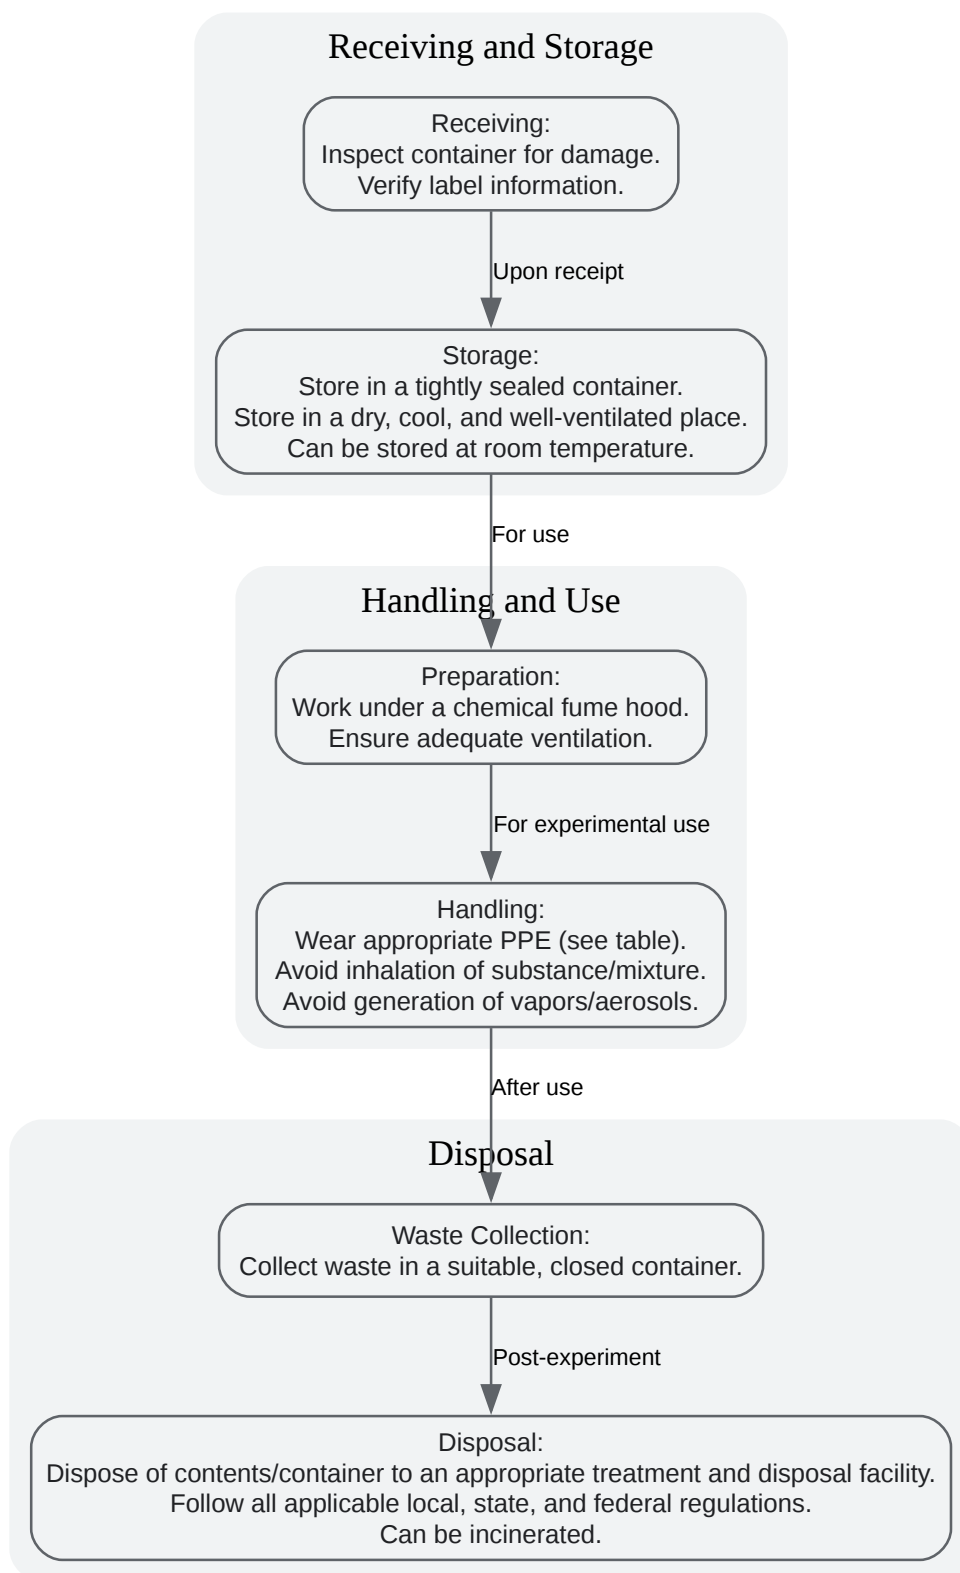 Receiving and Storage
Receiving:
Inspect container for damage.
Verify label information.
Upon receipt
Storage:
Store in a tightly sealed container.
Store in a dry, cool, and well-ventilated place.
Can be stored at room temperature.
For use
Handling and Use
Preparation:
Work under a chemical fume hood.
Ensure adequate ventilation.
For experimental use
Handling:
Wear appropriate PPE (see table).
Avoid inhalation of substance/mixture.
Avoid generation of vapors/aerosols.
After use
Disposal
Waste Collection:
Collect waste in a suitable, closed container.
Post-experiment
Disposal:
Dispose of contents/container to an appropriate treatment and disposal facility.
Follow all applicable local, state, and federal regulations.
Can be incinerated.